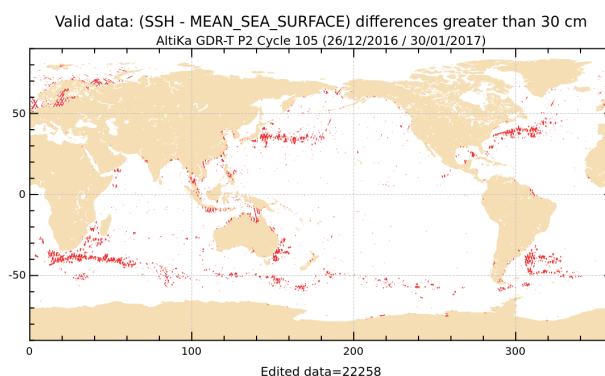 Valid data: (SSH - MEAN_SEA_SURFACE) differences greater than 30 cm
AltiKa GDR-T P2 Cycle 105 (26/12/2016 / 30/01/2017)
50
0
-50
0 100 200 300
Edited data=22258